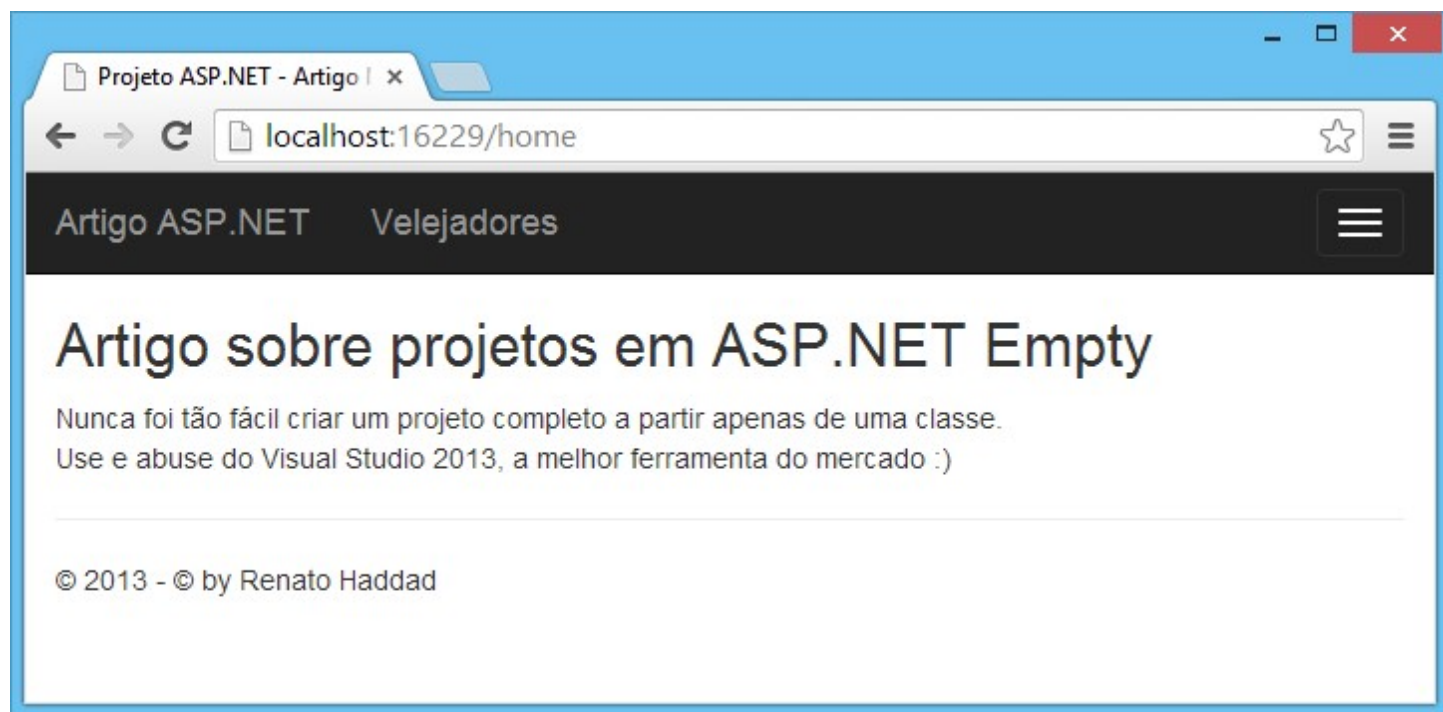 Projeto ASP.NET - Artigo
localhost:16229/home
Artigo ASP.NET Velejadores
Artigo sobre projetos em ASP.NET Empty
Nunca foi tão fácil criar um projeto completo a partir apenas de uma classe.
Use e abuse do Visual Studio 2013, a melhor ferramenta do mercado :)
© 2013 - © by Renato Haddad